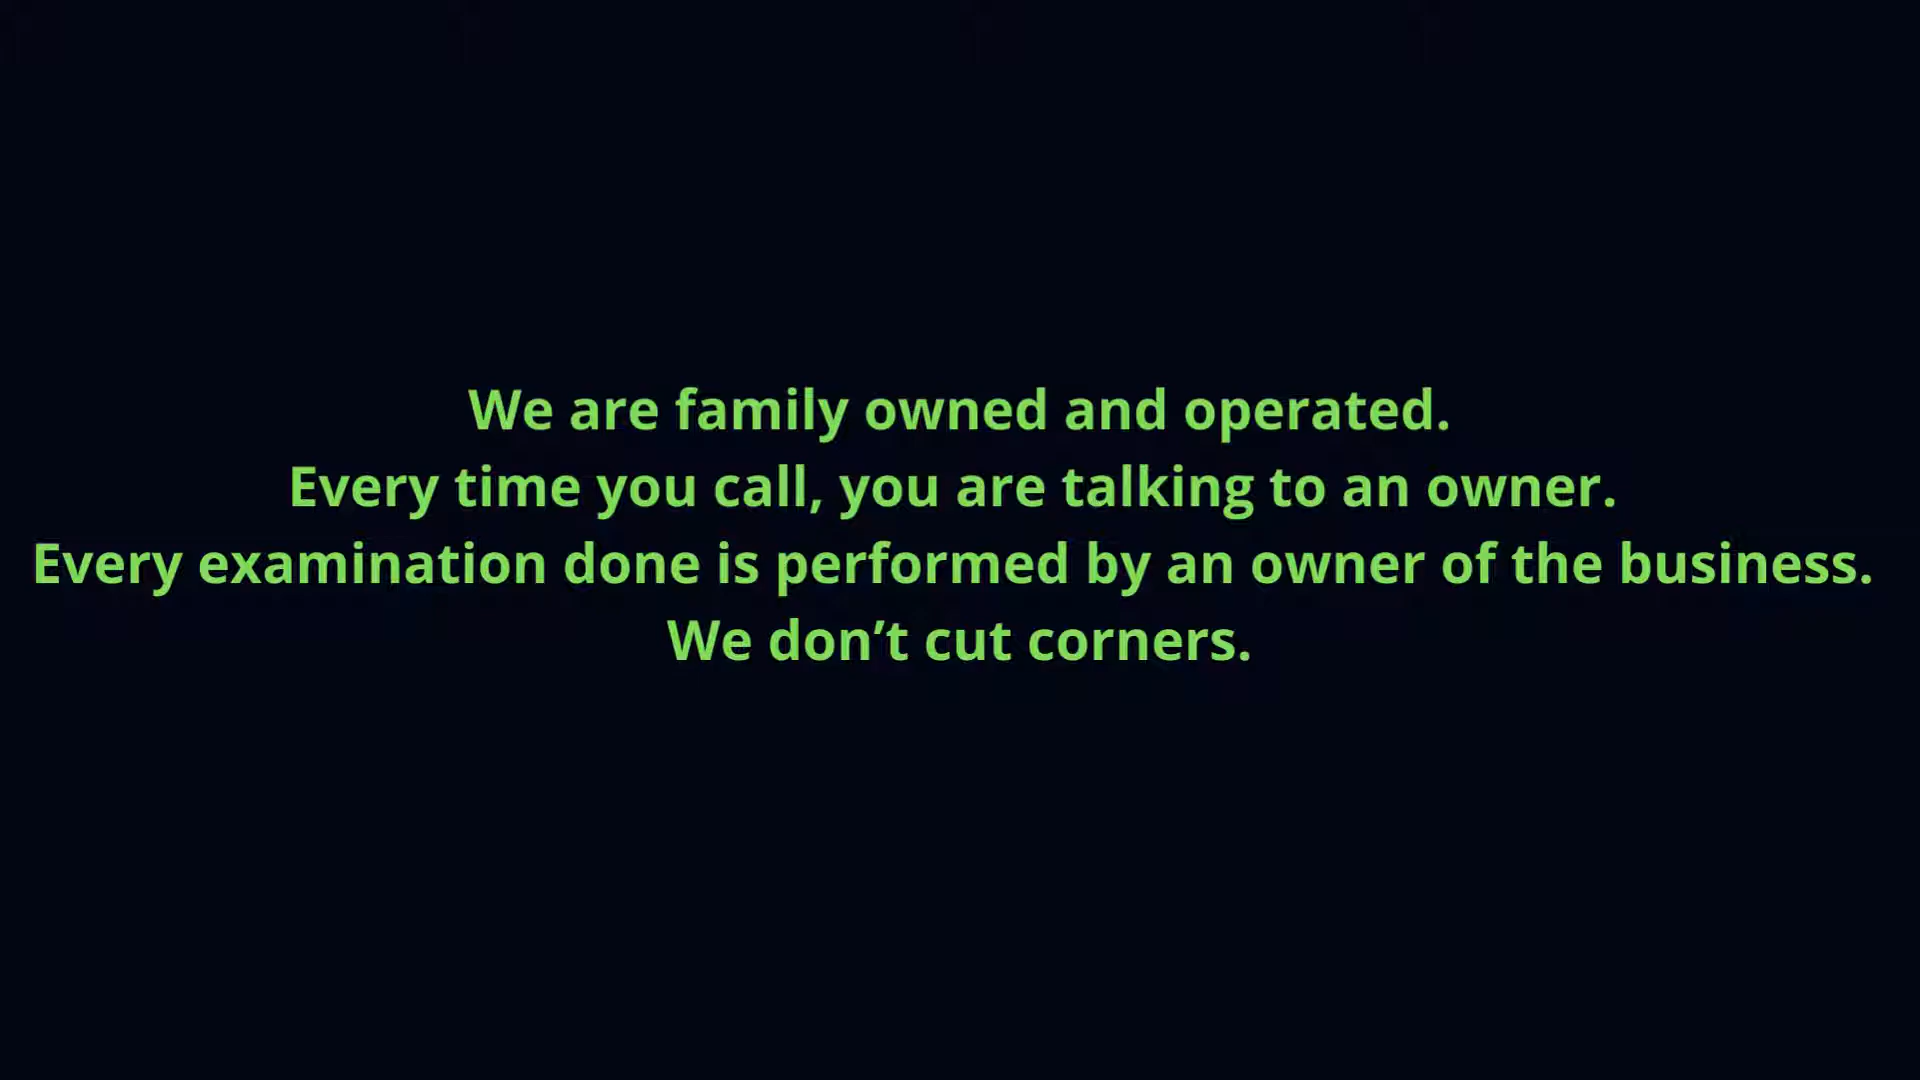 We are family owned and operated.
Every time you call, you are talking to an owner.
Every examination done is performed by an owner of the business.
We don’t cut corners.